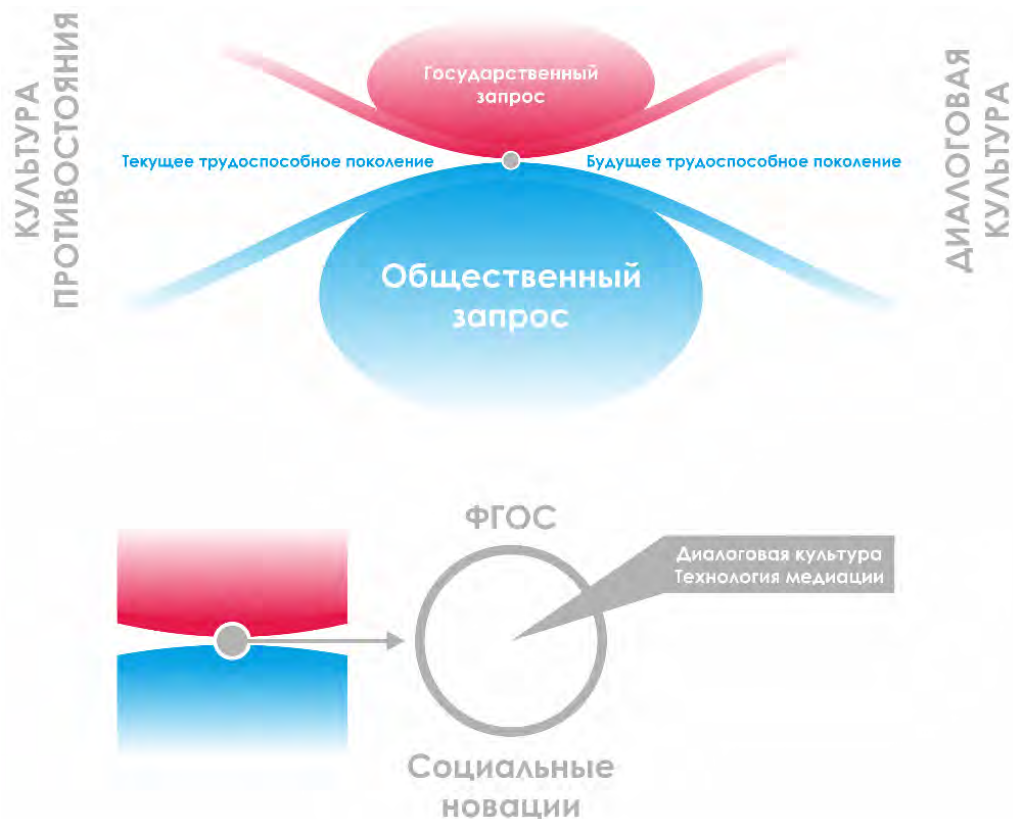 КУЛЬТУРА
ПРОТИВОСТОЯНИЯ
Государственный
запрос
Текущее трудоспособное поколение
Будущее трудоспособное поколение
Общественный
запрос
ДИАЛОГОВАЯ
КУЛЬТУРА
ФГОС
Диалоговая культура
Технология медиации
Социальные
новации